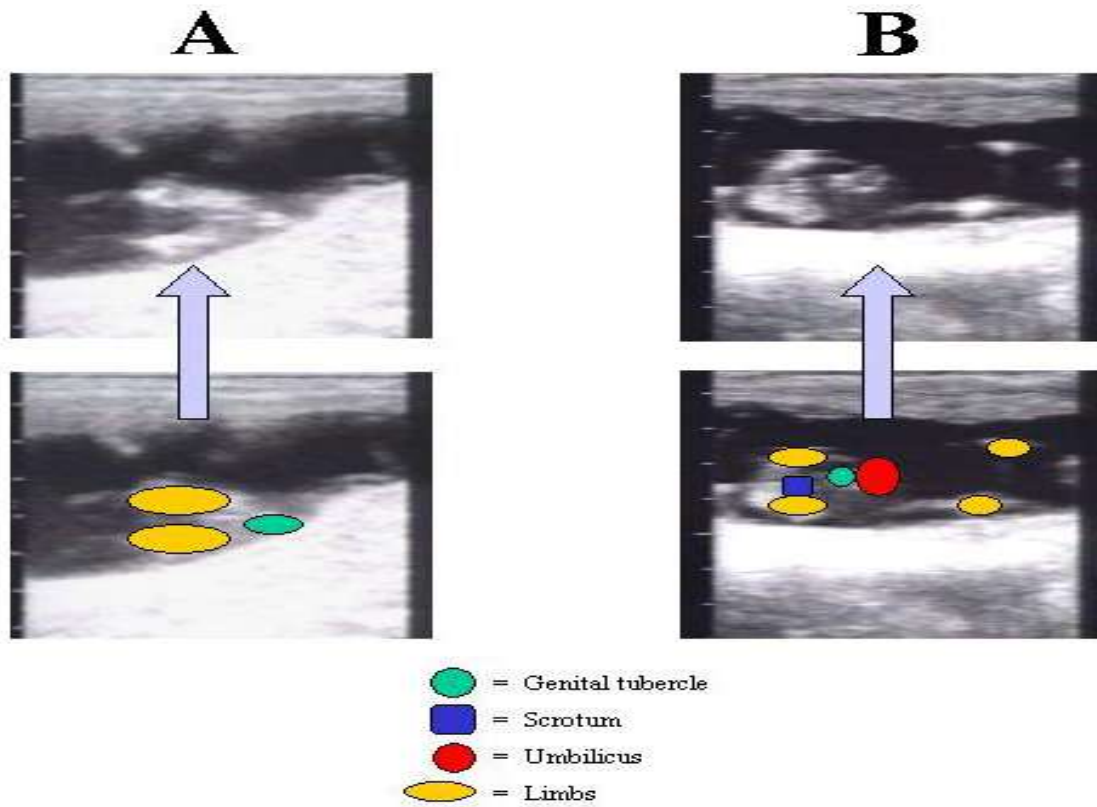 A
B
= Genital tubercle
= Scrotum
= Umbilicus
= Limbs